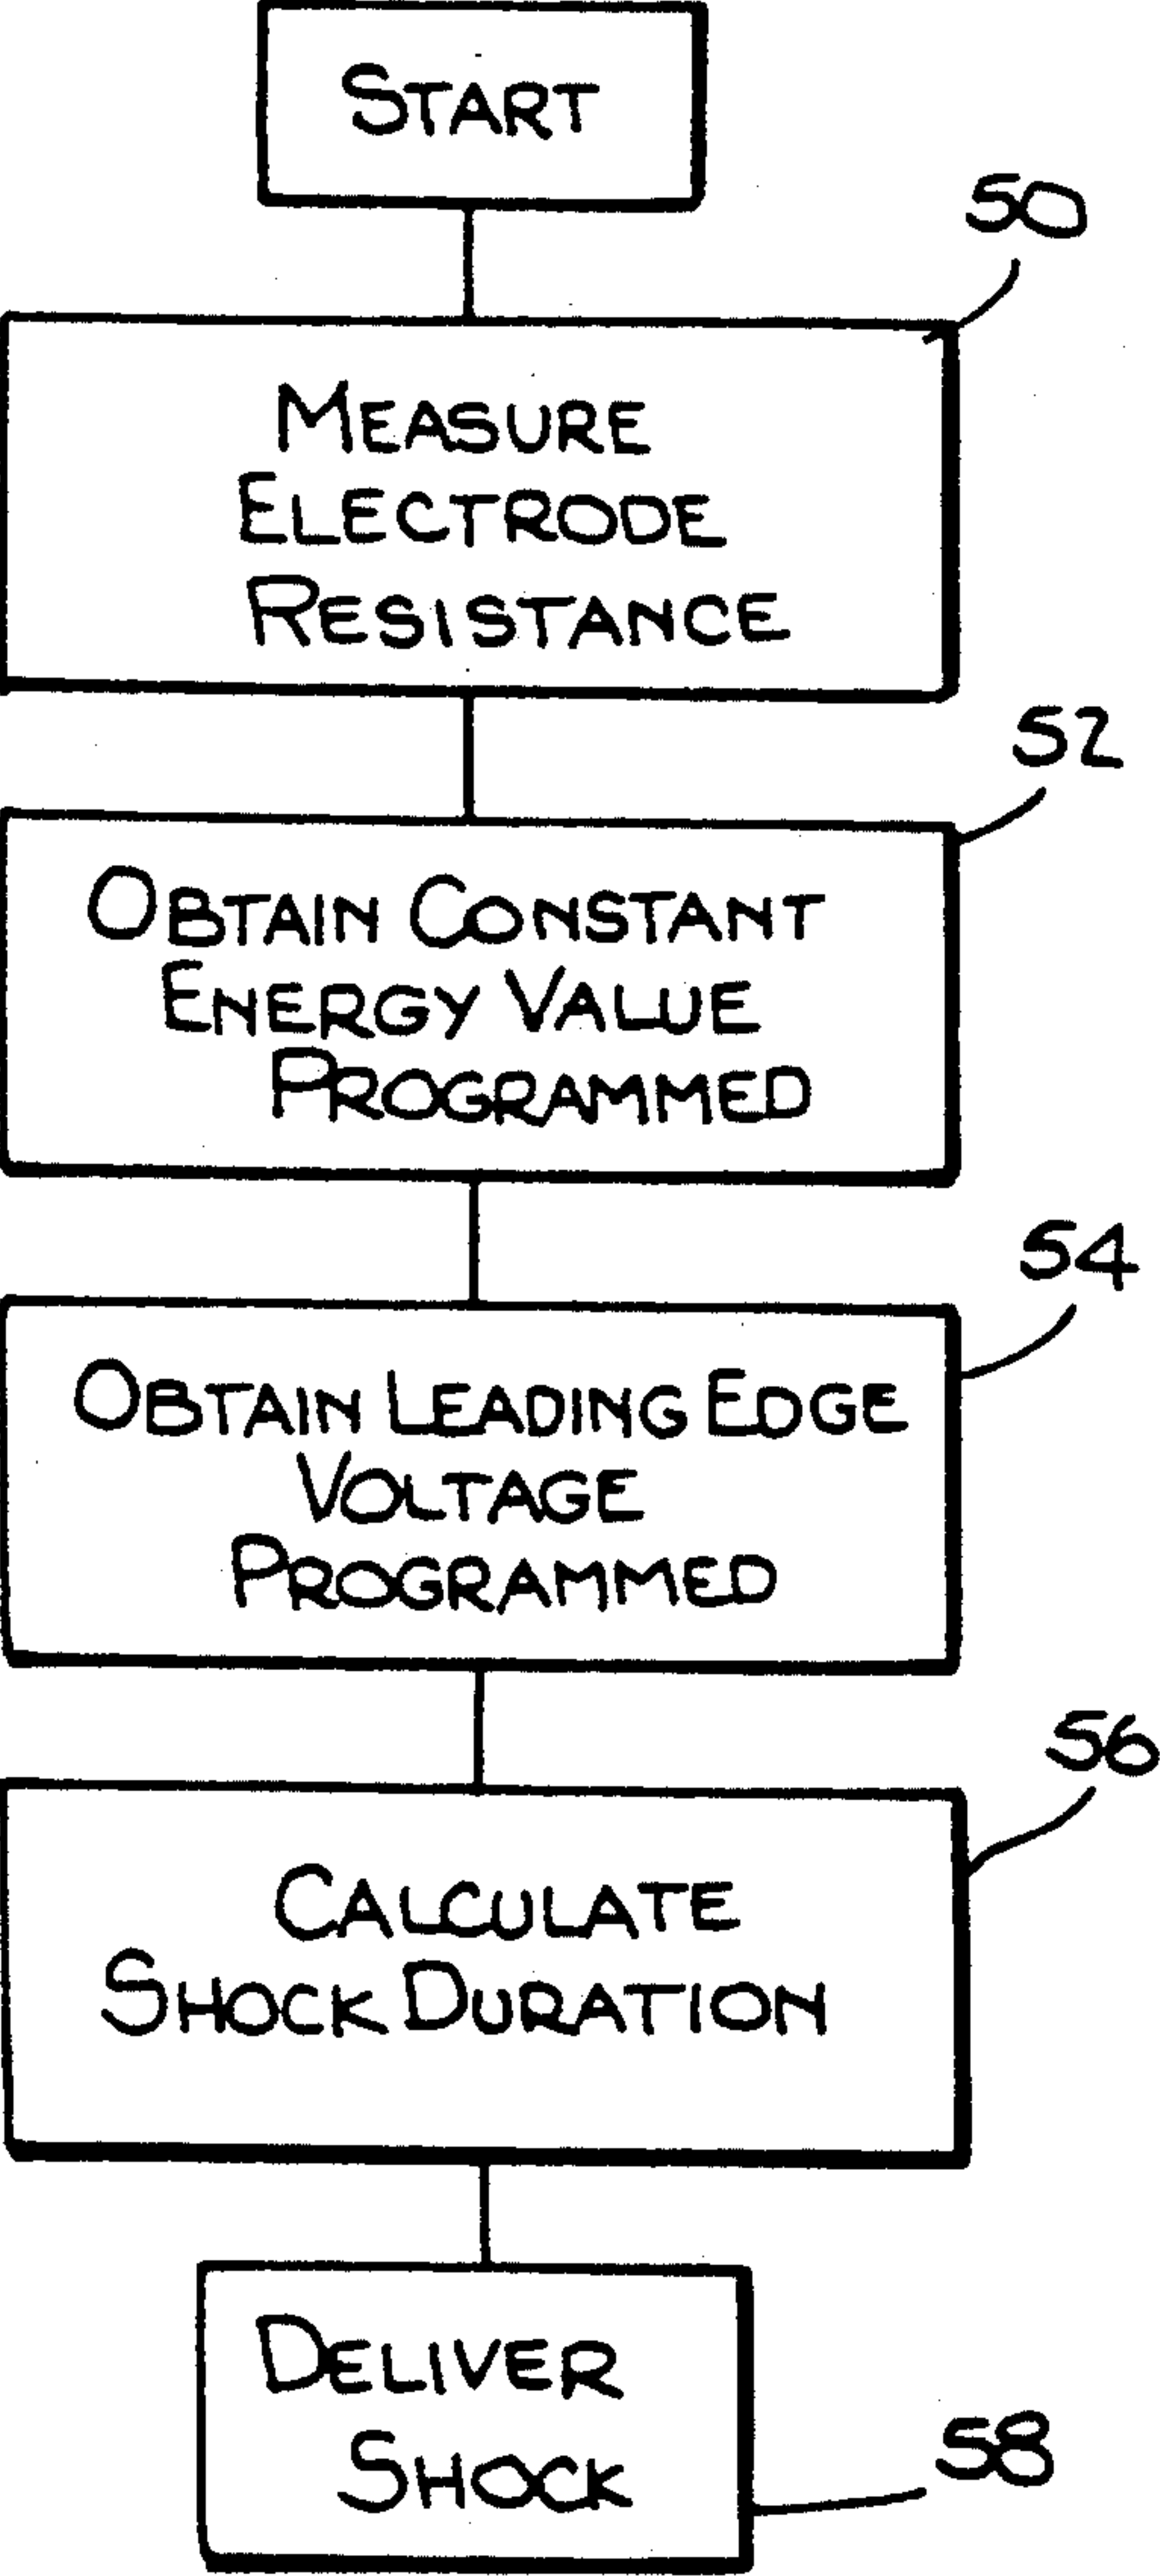 START
50
MEASURE
ELECTRODE
RESISTANCE
52
OBTAIN CONSTANT
ENERGY VALUE
PROGRAMMED
54
OBTAIN LEADING EDGE
VOLTAGE
PROGRAMMED
56
CALCULATE
SHOCK DURATION
DELIVER
SHOCK
58